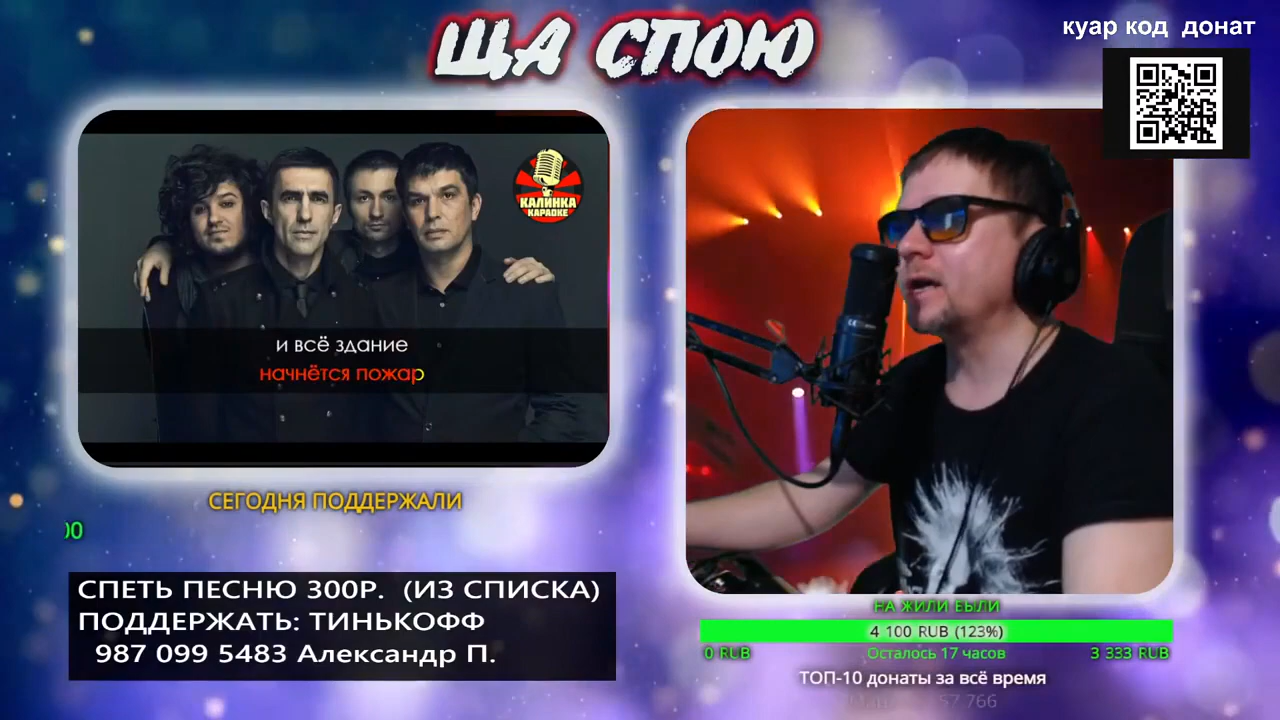 ЩА СПОЮ
куар код донат
КАЛИНКА
КАРАОКЕ
и всё здание
начнётся пожар
СЕГОДНЯ ПОДДЕРЖАЛИ
СПЕТЬ ПЕСНЮ 300Р. (ИЗ СПИСКА)
ПОДДЕРЖАТЬ: ТИНЬКОФФ
987 099 5483 Александр П.
ЖИЛИ БЫЛИ
4 100 RUB (123%)
0 RUB
Осталось 17 часов
3 333 RUB
ТОП-10 донаты за всё время